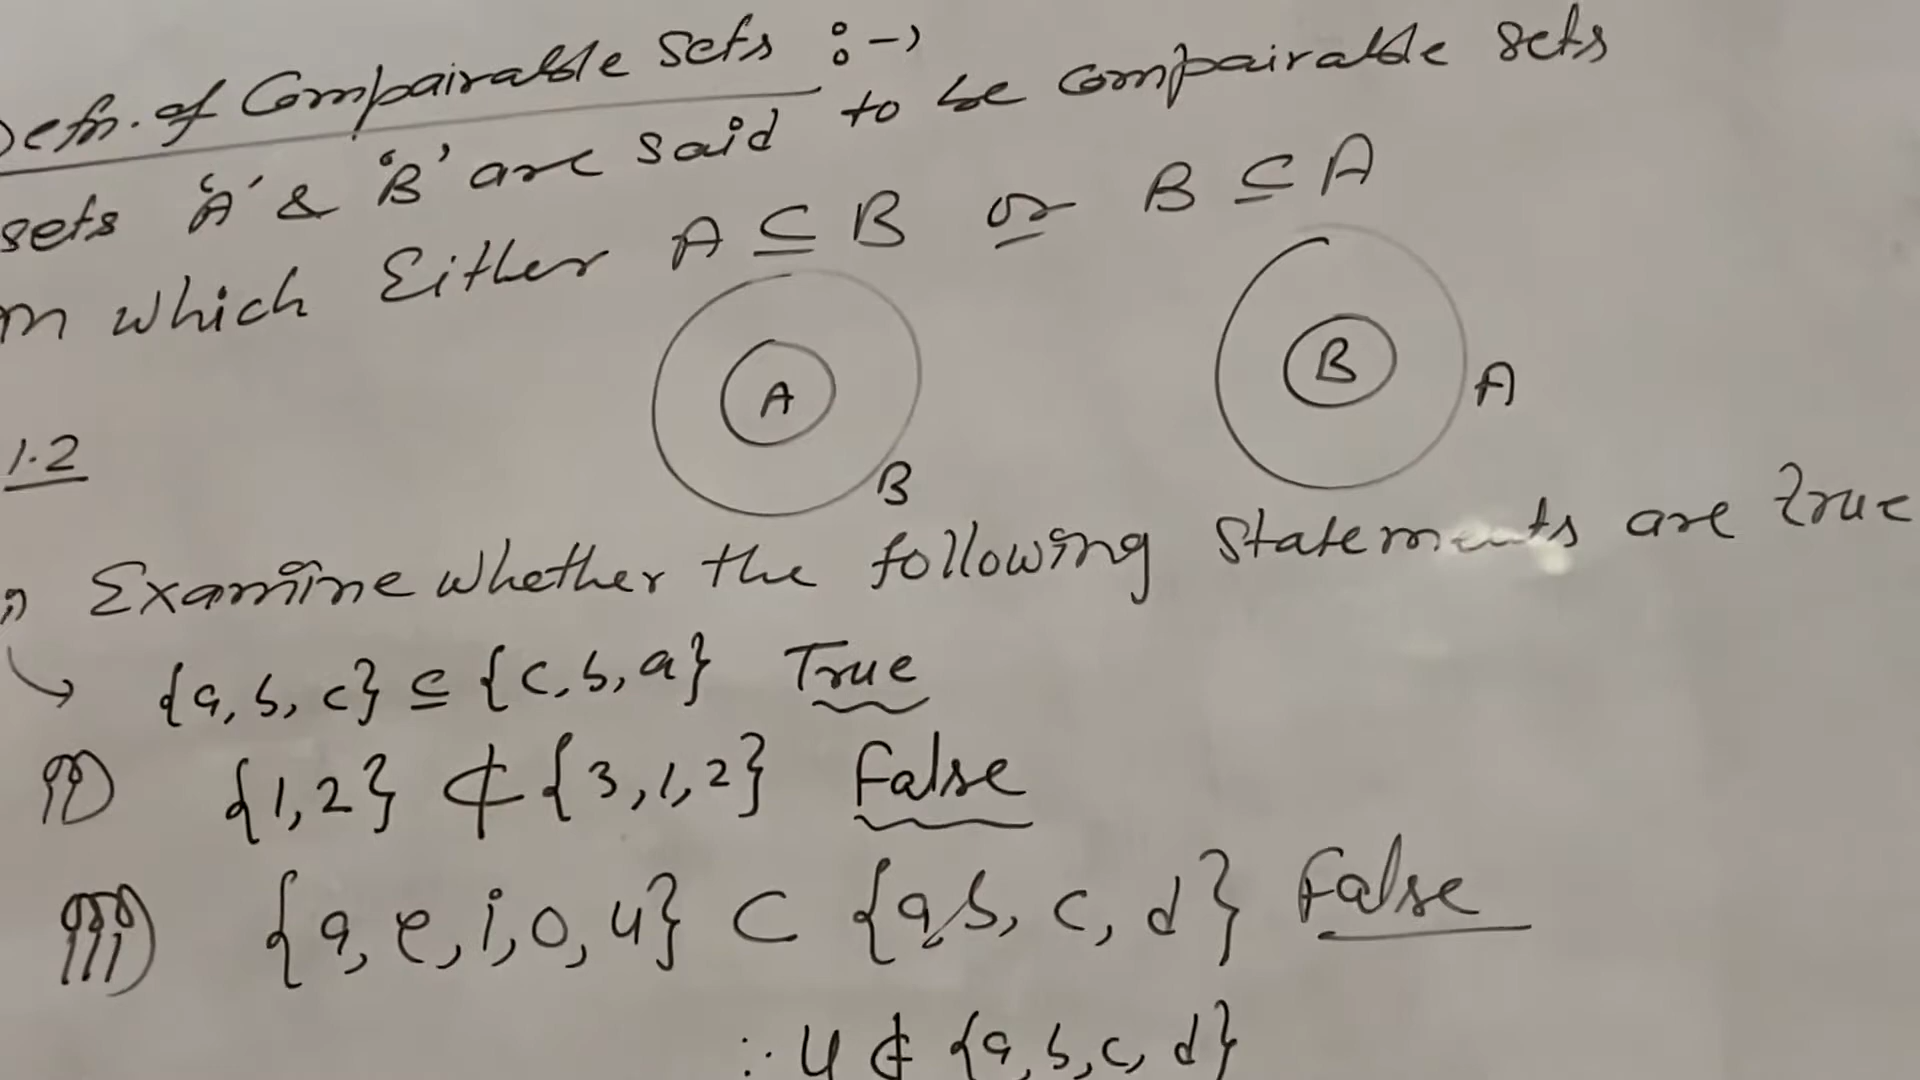 Defn. of Compairable sets :->
sets 'A' & 'B' are said to be compairable sets
in which Either A ⊆ B or B ⊆ A
A
B
B
A
1.2
Examine whether the following statements are true
{a, b, c} ⊆ {c, b, a} True
ii) {1, 2} ⊄ {3, 1, 2} False
iii) {a, e, i, o, u} ⊂ {a, b, c, d} False
∵ u ∉ {a, b, c, d}